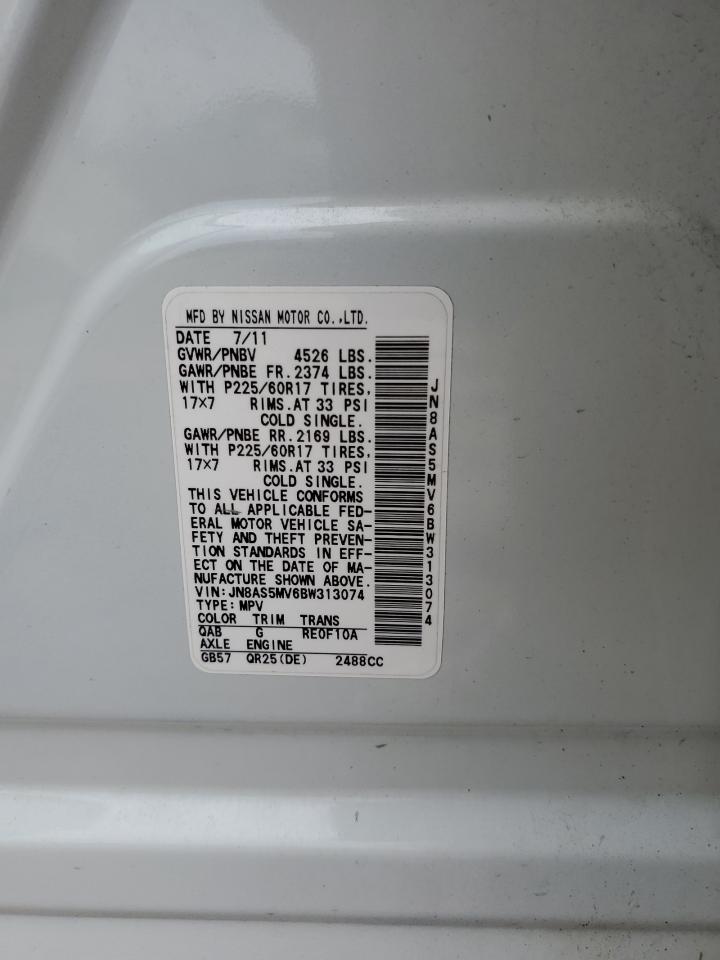 MFD BY NISSAN MOTOR CO.,LTD.
DATE 7/11
GVWR/PNBV 4526 LBS.
GAWR/PNBE FR.2374 LBS.
WITH P225/60R17 TIRES,
17×7 RIMS.AT 33 PSI
COLD SINGLE.
GAWR/PNBE RR.2169 LBS.
WITH P225/60R17 TIRES,
17×7 RIMS.AT 33 PSI
COLD SINGLE.
THIS VEHICLE CONFORMS
TO ALL APPLICABLE FED-
ERAL MOTOR VEHICLE SA-
FETY AND THEFT PREVEN-
TION STANDARDS IN EFF-
ECT ON THE DATE OF MA-
NUFACTURE SHOWN ABOVE.
VIN:JN8AS5MV6BW313074
TYPE:MPV
COLOR TRIM TRANS
QAB G RE0F10A
AXLE ENGINE
GB57 QR25(DE) 2488CC
JN8AS5MV6BW313074